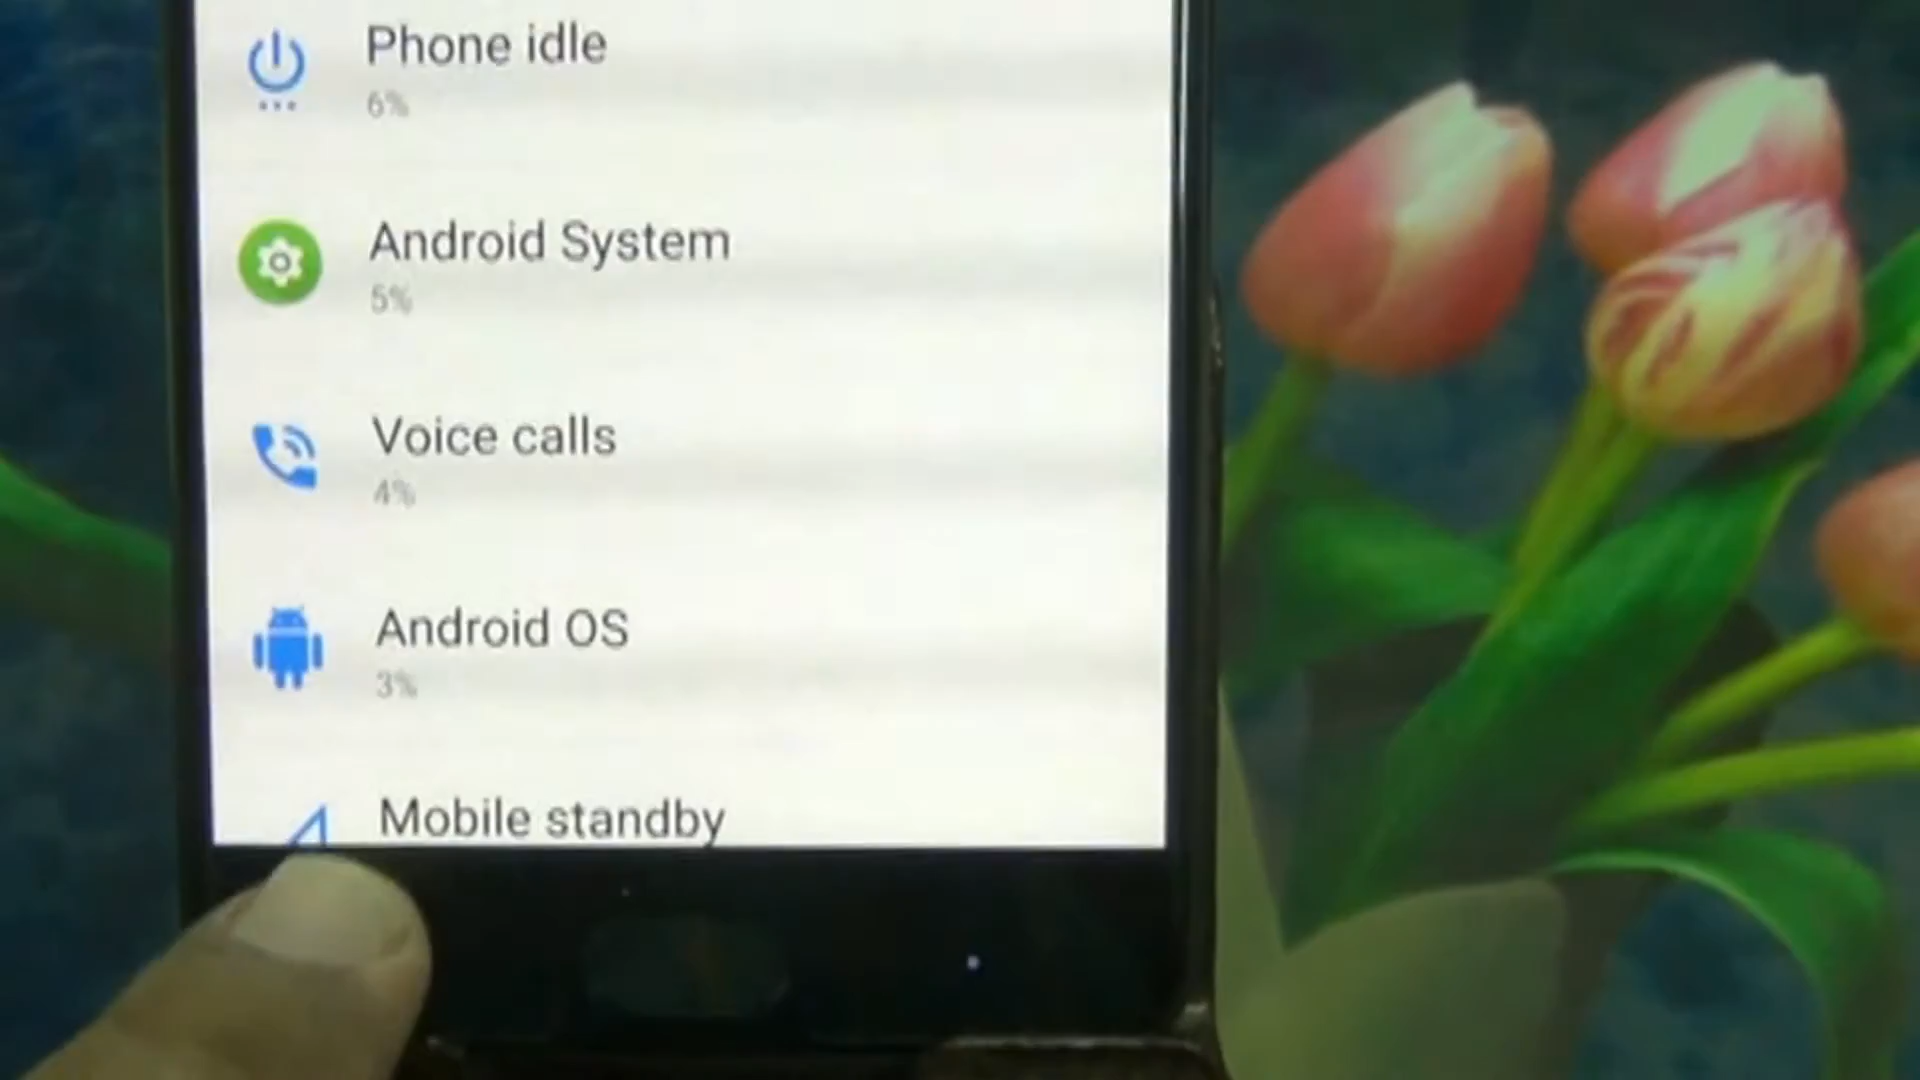 Phone idle
6%
Android System
5%
Voice calls
4%
Android OS
3%
Mobile standby